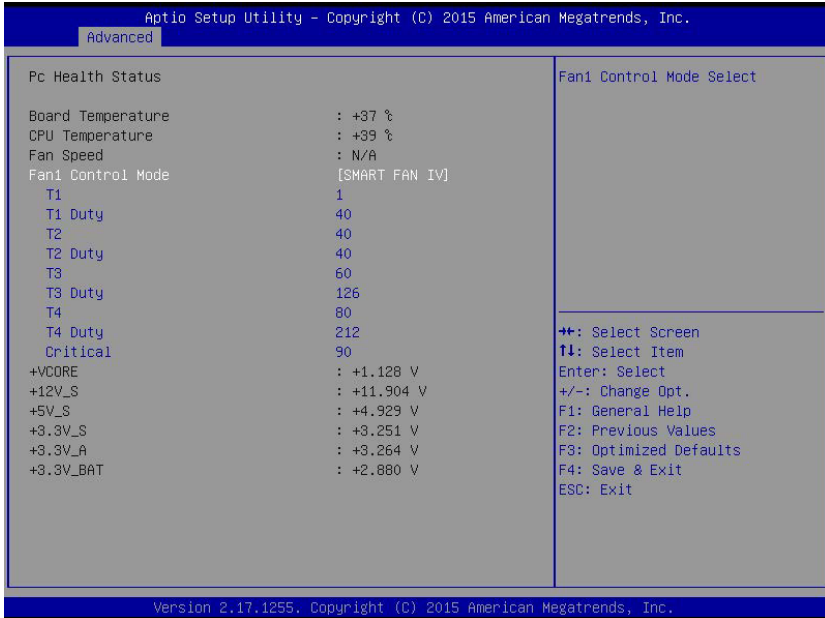 Aptio Setup Utility – Copyright (C) 2015 American Megatrends, Inc.
Advanced
Pc Health Status
Board Temperature : +37 ℃
CPU Temperature : +39 ℃
Fan Speed : N/A
Fan1 Control Mode [SMART FAN IV]
T1 1
T1 Duty 40
T2 40
T2 Duty 40
T3 60
T3 Duty 126
T4 80
T4 Duty 212
Critical 90
+VCORE : +1.128 V
+12V_S : +11.904 V
+5V_S : +4.929 V
+3.3V_S : +3.251 V
+3.3V_A : +3.264 V
+3.3V_BAT : +2.880 V
Fan1 Control Mode Select
→←: Select Screen
↑↓: Select Item
Enter: Select
+/-: Change Opt.
F1: General Help
F2: Previous Values
F3: Optimized Defaults
F4: Save & Exit
ESC: Exit
Version 2.17.1255. Copyright (C) 2015 American Megatrends, Inc.